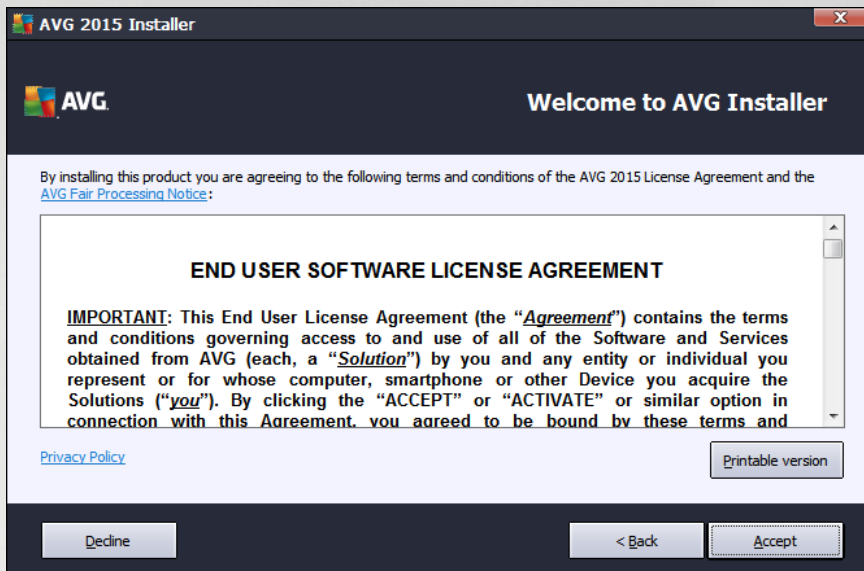 AVG 2015 Installer
AVG.
Welcome to AVG Installer
By installing this product you are agreeing to the following terms and conditions of the AVG 2015 License Agreement and the
AVG Fair Processing Notice:
END USER SOFTWARE LICENSE AGREEMENT
IMPORTANT: This End User License Agreement (the “Agreement”) contains the terms
and conditions governing access to and use of all of the Software and Services
obtained from AVG (each, a “Solution”) by you and any entity or individual you
represent or for whose computer, smartphone or other Device you acquire the
Solutions (“you”). By clicking the “ACCEPT” or “ACTIVATE” or similar option in
connection with this Agreement, you agreed to be bound by these terms and
Privacy Policy
Printable version
Decline
< Back
Accept